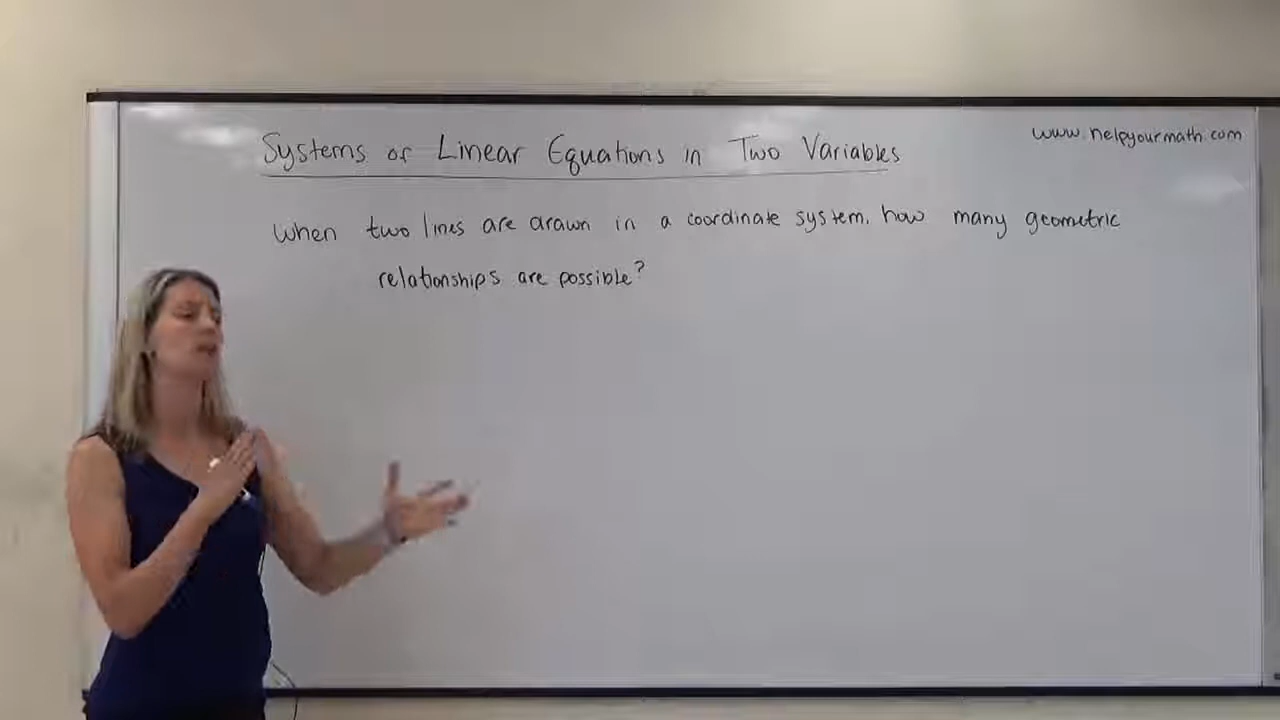 Systems of Linear Equations in Two Variables
www.helpyourmath.com
When two lines are drawn in a coordinate system, how many geometric
relationships are possible?